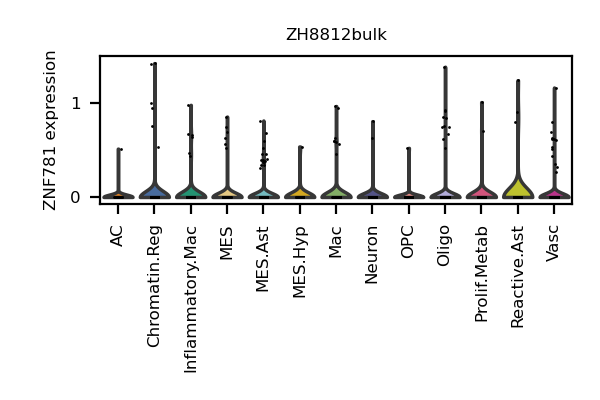 ZH8812bulk
ZNF781 expression
1
0
AC
Chromatin.Reg
Inflammatory.Mac
MES
MES.Ast
MES.Hyp
Mac
Neuron
OPC
Oligo
Prolif.Metab
Reactive.Ast
Vasc